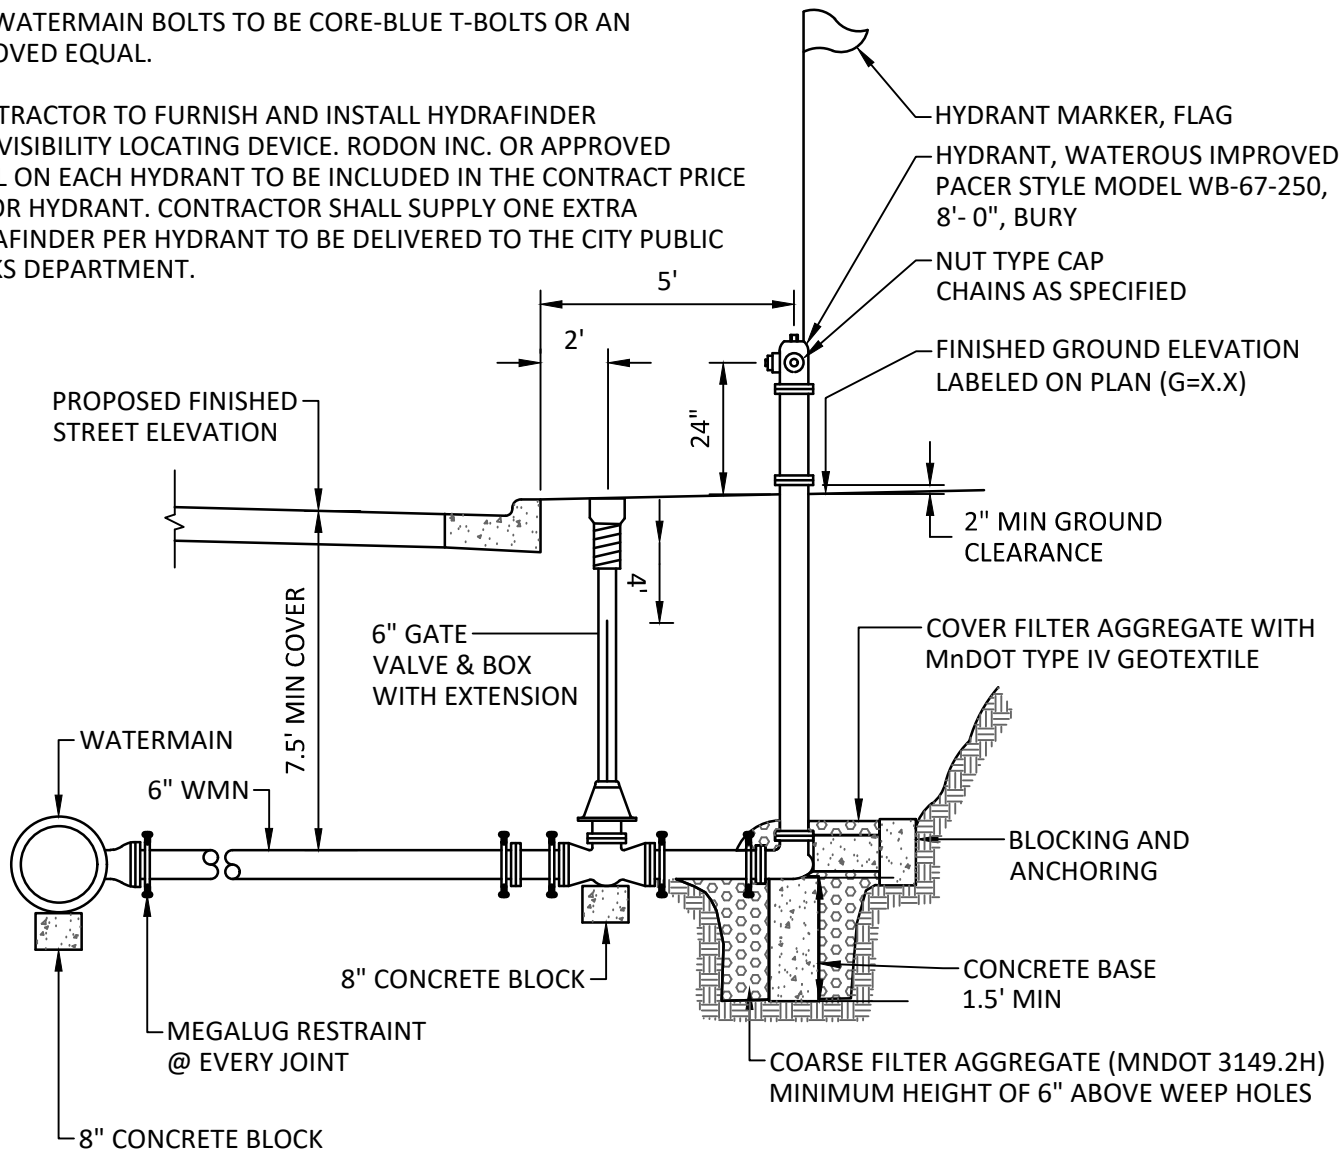 WATERMAIN BOLTS TO BE CORE-BLUE T-BOLTS OR AN
OVED EQUAL.
TRACTOR TO FURNISH AND INSTALL HYDRAFINDER
VISIBILITY LOCATING DEVICE. RODON INC. OR APPROVED
L ON EACH HYDRANT TO BE INCLUDED IN THE CONTRACT PRICE
OR HYDRANT. CONTRACTOR SHALL SUPPLY ONE EXTRA
AFINDER PER HYDRANT TO BE DELIVERED TO THE CITY PUBLIC
KS DEPARTMENT.
HYDRANT MARKER, FLAG
HYDRANT, WATEROUS IMPROVED
PACER STYLE MODEL WB-67-250,
8'- 0", BURY
NUT TYPE CAP
CHAINS AS SPECIFIED
5'
2'
FINISHED GROUND ELEVATION
LABELED ON PLAN (G=X.X)
PROPOSED FINISHED
STREET ELEVATION
24"
2" MIN GROUND
CLEARANCE
4'
7.5' MIN COVER
6" GATE
VALVE & BOX
WITH EXTENSION
COVER FILTER AGGREGATE WITH
MnDOT TYPE IV GEOTEXTILE
WATERMAIN
6" WMN
BLOCKING AND
ANCHORING
8" CONCRETE BLOCK
CONCRETE BASE
1.5' MIN
MEGALUG RESTRAINT
@ EVERY JOINT
COARSE FILTER AGGREGATE (MNDOT 3149.2H)
MINIMUM HEIGHT OF 6" ABOVE WEEP HOLES
8" CONCRETE BLOCK